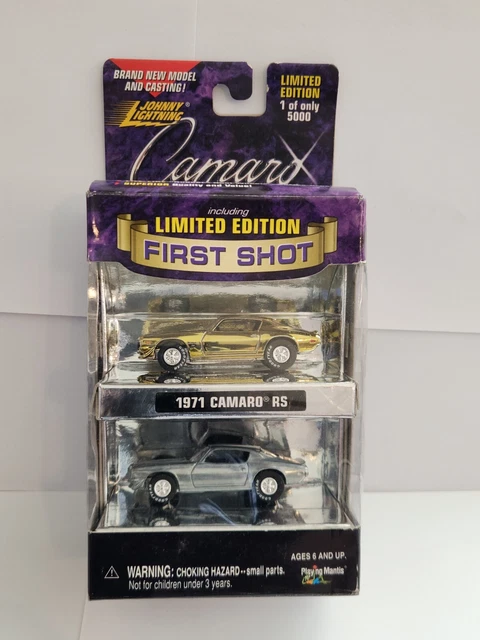 BRAND NEW MODEL
AND CASTING!
LIMITED
EDITION
1 of only
5000
JOHNNY
LIGHTNING®
Camaro
SUPERIOR Quality and Value!
including
LIMITED EDITION
FIRST SHOT
1971 CAMARO® RS
AGES 6 AND UP.
WARNING: CHOKING HAZARD--small parts.
Not for children under 3 years.
Playing Mantis